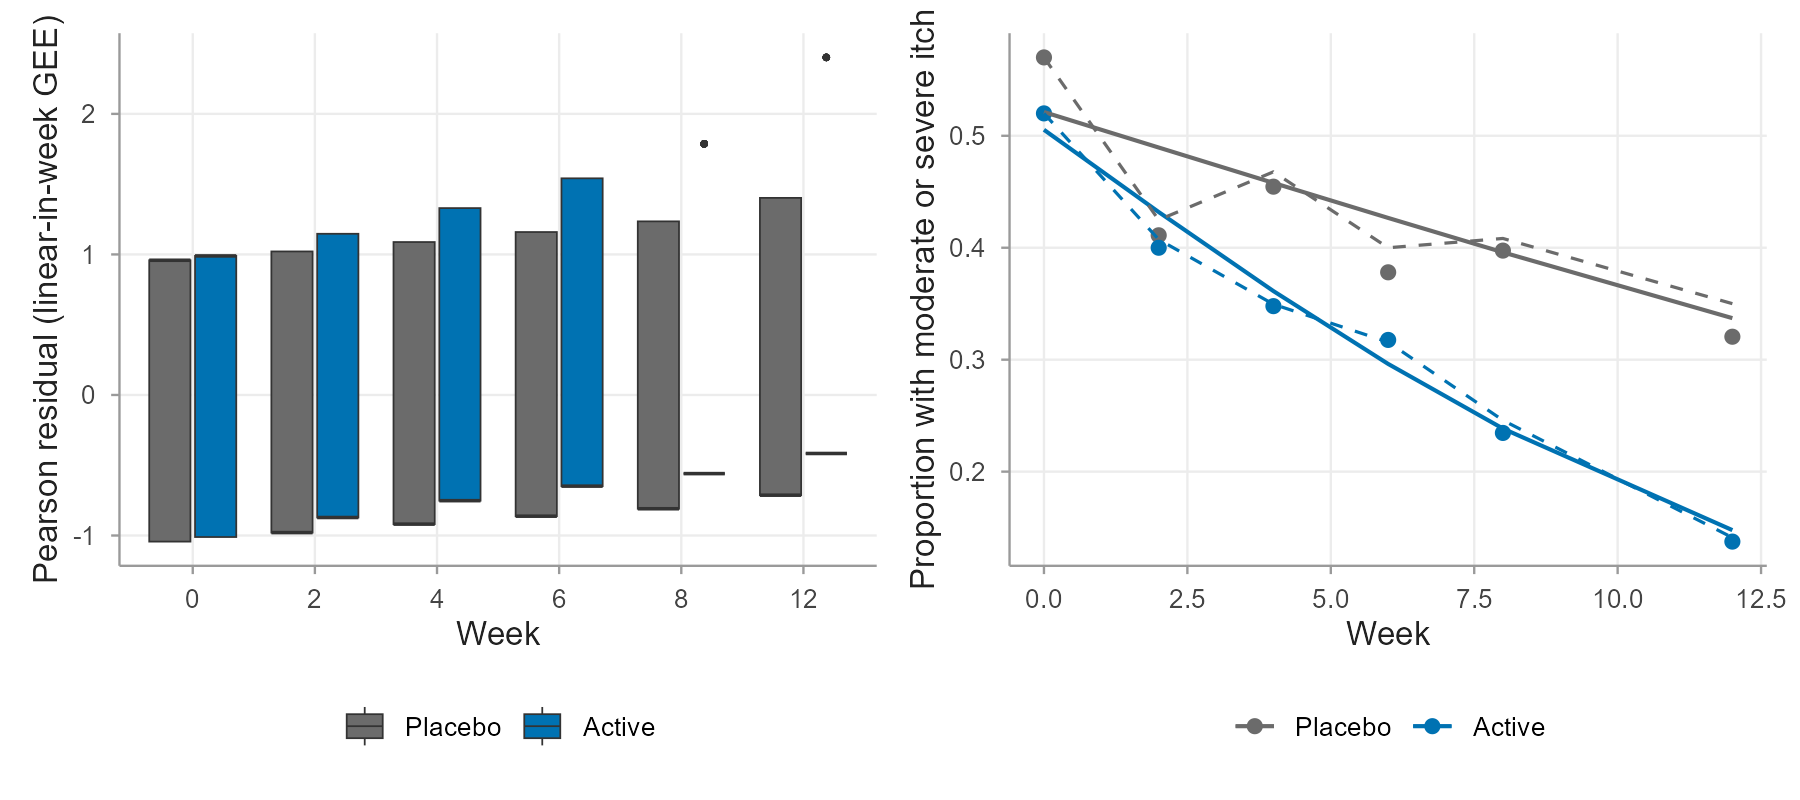 Pearson residual (linear-in-week GEE)
2
1
0
-1
0 2 4 6 8 12
Week
Placebo Active
Proportion with moderate or severe itch
0.5
0.4
0.3
0.2
0.0 2.5 5.0 7.5 10.0 12.5
Week
Placebo Active